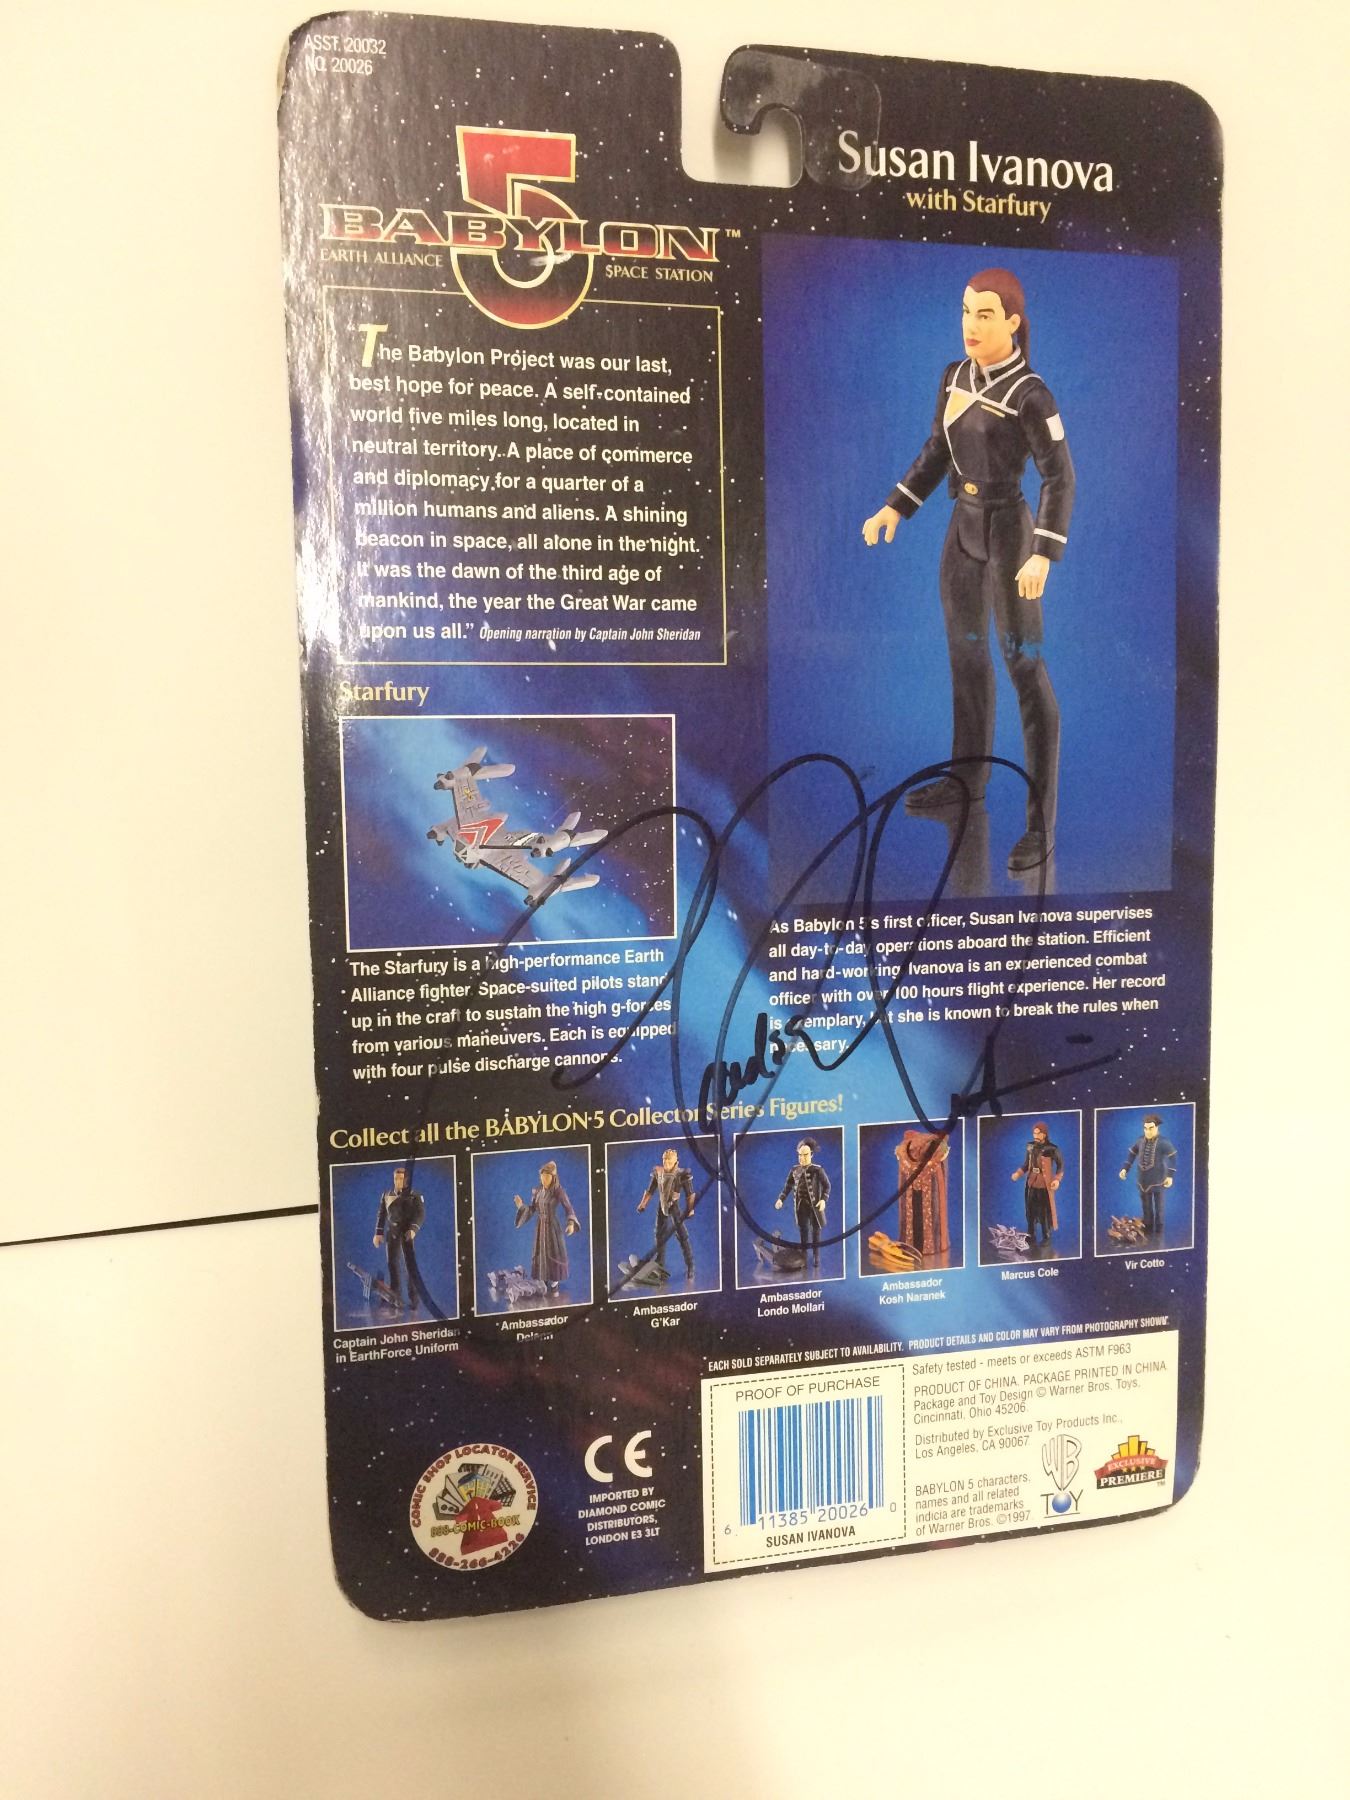 ASST. 20032
NO. 20026
BABYLON 5™
EARTH ALLIANCE
SPACE STATION
Susan Ivanova
with Starfury
“The Babylon Project was our last,
best hope for peace. A self-contained
world five miles long, located in
neutral territory. A place of commerce
and diplomacy for a quarter of a
million humans and aliens. A shining
beacon in space, all alone in the night.
It was the dawn of the third age of
mankind, the year the Great War came
upon us all.” Opening narration by Captain John Sheridan
Starfury
The Starfury is a high-performance Earth
Alliance fighter. Space-suited pilots stand
up in the craft to sustain the high g-forces
from various maneuvers. Each is equipped
with four pulse discharge cannons.
As Babylon 5's first officer, Susan Ivanova supervises
all day-to-day operations aboard the station. Efficient
and hard-working Ivanova is an experienced combat
officer with over 100 hours flight experience. Her record
is exemplary, but she is known to break the rules when
necessary.
Collect all the BABYLON 5 Collector Series Figures!
Captain John Sheridan
in EarthForce Uniform
Ambassador
Delenn
Ambassador
G'Kar
Ambassador
Londo Mollari
Ambassador
Kosh Naranek
Marcus Cole
Vir Cotto
EACH SOLD SEPARATELY SUBJECT TO AVAILABILITY. PRODUCT DETAILS AND COLOR MAY VARY FROM PHOTOGRAPHY SHOWN.
COMIC SHOP LOCATOR SERVICE
888-COMIC-BOOK
888-266-4226
CE
IMPORTED BY
DIAMOND COMIC
DISTRIBUTORS,
LONDON E3 3LT
PROOF OF PURCHASE
6 11385 20026 0
SUSAN IVANOVA
Safety tested - meets or exceeds ASTM F963
PRODUCT OF CHINA. PACKAGE PRINTED IN CHINA.
Package and Toy Design © Warner Bros. Toys.
Cincinnati, Ohio 45206.
Distributed by Exclusive Toy Products Inc.,
Los Angeles, CA 90067
BABYLON 5 characters,
names and all related
indicia are trademarks
of Warner Bros. ©1997
WB
TOY
EXCLUSIVE
PREMIERE™